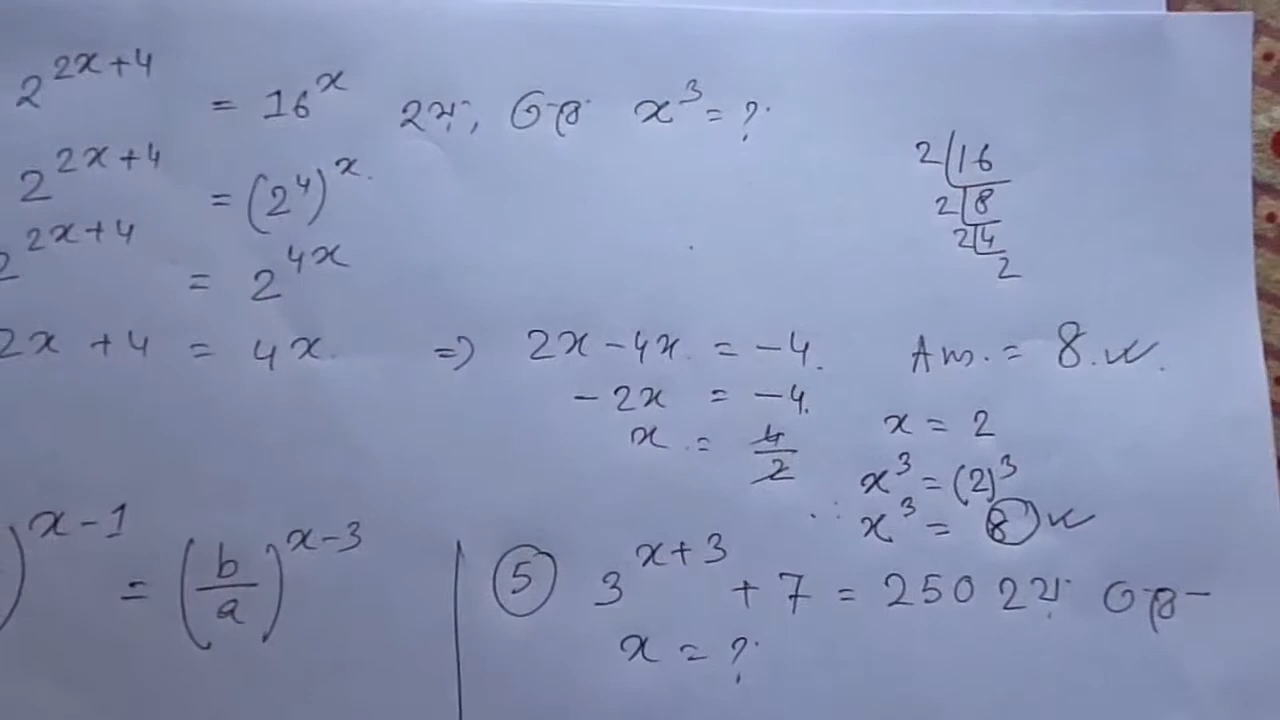 2^{2x+4} = 16^x হয়, তবে x^3 = ?
2^{2x+4} = (2^4)^x
2^{2x+4} = 2^{4x}
2x + 4 = 4x
2 | 16
2 | 8
2 | 4
2
=> 2x - 4x = -4
-2x = -4
x = 4/2
Ans. = 8.
x = 2
x^3 = (2)^3
∴ x^3 = 8
)^{x-1} = (b/a)^{x-3}
⑤ 3^{x+3} + 7 = 250 হয় তবে
x = ?